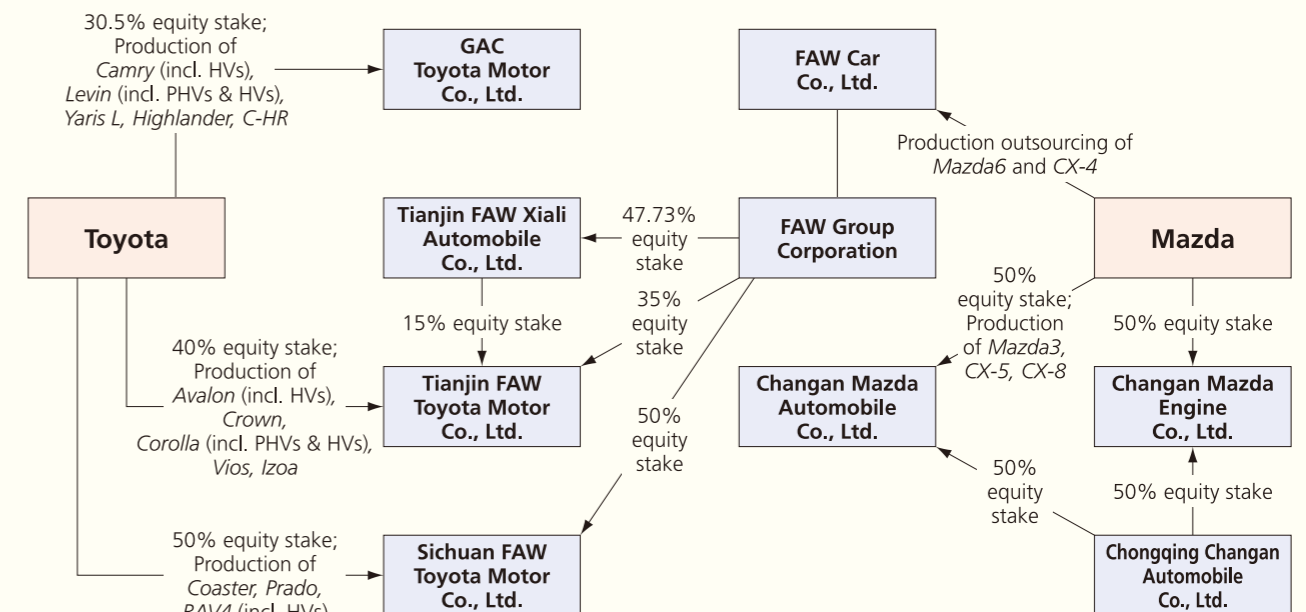 30.5% equity stake;
Production of
Camry (incl. HVs),
Levin (incl. PHVs & HVs),
Yaris L, Highlander, C-HR
GAC
Toyota Motor
Co., Ltd.
FAW Car
Co., Ltd.
Production outsourcing of
Mazda6 and CX-4
Toyota
Tianjin FAW Xiali
Automobile
Co., Ltd.
47.73%
equity
stake
FAW Group
Corporation
Mazda
15% equity stake
35%
equity
stake
50%
equity stake;
Production
of Mazda3,
CX-5, CX-8
50% equity stake
40% equity stake;
Production of
Avalon (incl. HVs),
Crown,
Corolla (incl. PHVs & HVs),
Vios, Izoa
Tianjin FAW
Toyota Motor
Co., Ltd.
50%
equity
stake
Changan Mazda
Automobile
Co., Ltd.
Changan Mazda
Engine
Co., Ltd.
50%
equity
stake
50% equity stake
50% equity stake;
Production of
Coaster, Prado,
RAV4 (incl. HVs)
Sichuan FAW
Toyota Motor
Co., Ltd.
Chongqing Changan
Automobile
Co., Ltd.